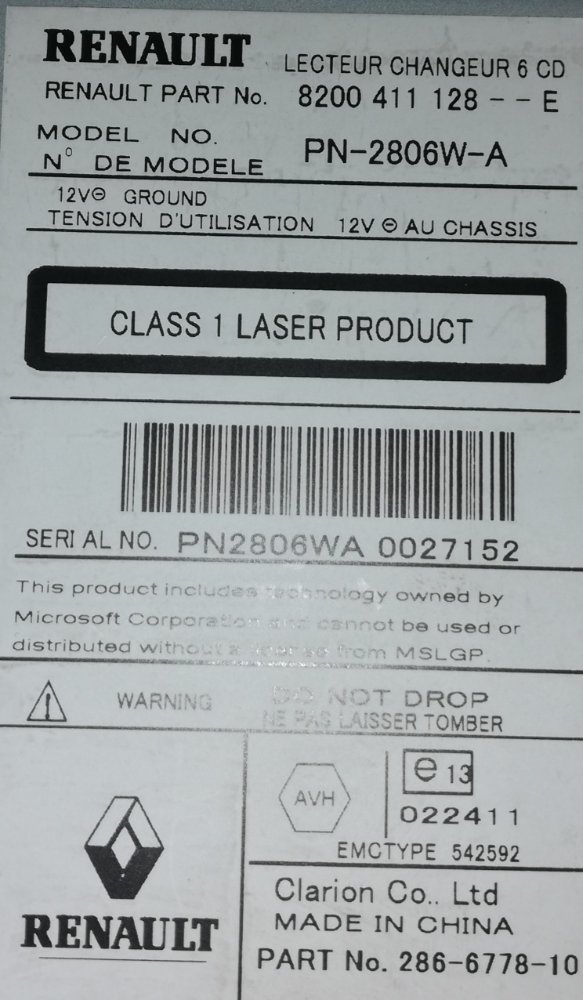 RENAULT LECTEUR CHANGEUR 6 CD
RENAULT PART No. 8200 411 128 - - E
MODEL NO.
N° DE MODELE PN-2806W-A
12V⊖ GROUND
TENSION D'UTILISATION 12V ⊖ AU CHASSIS
CLASS 1 LASER PRODUCT
SERIAL NO. PN2806WA 0027152
This product includes technology owned by
Microsoft Corporation and cannot be used or
distributed without a license from MSLGP.
WARNING DO NOT DROP
NE PAS LAISSER TOMBER
AVH
e 13
022411
EMCTYPE 542592
RENAULT
Clarion Co.. Ltd
MADE IN CHINA
PART No. 286-6778-10